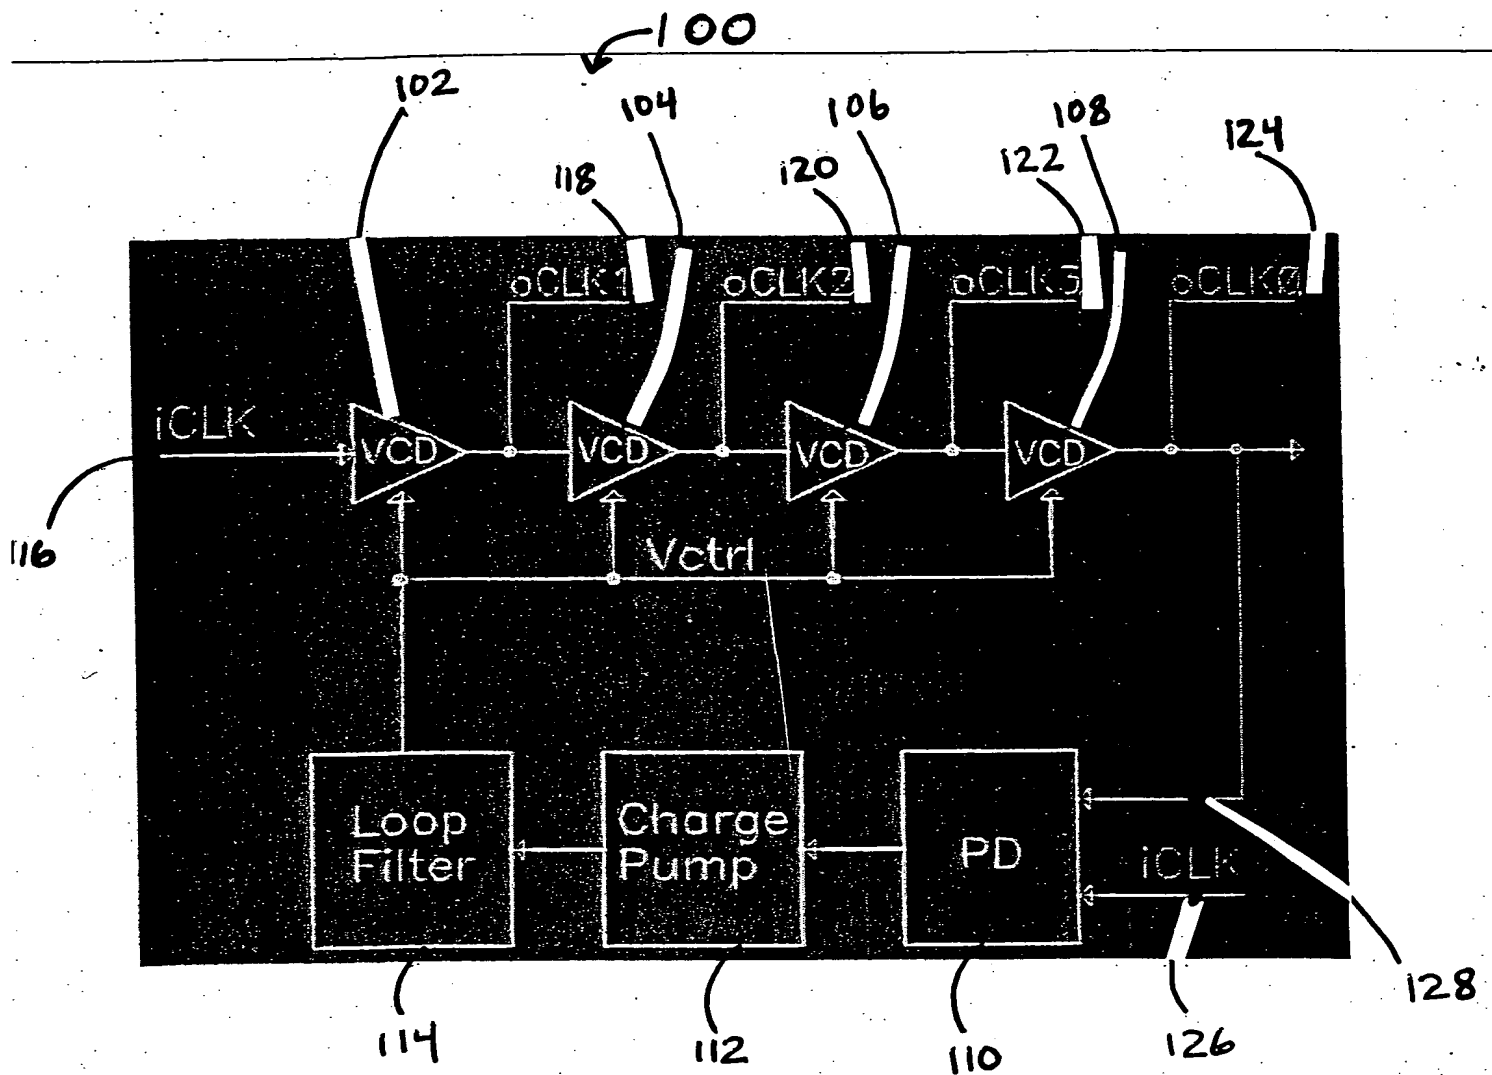 100
102
104
106
108
124
118
120
122
oCLK1
oCLK2
oCLK3
oCLK0
iCLK
VCD
VCD
VCD
VCD
116
Vctrl
Loop
Filter
Charge
Pump
PD
iCLK
128
114
112
110
126